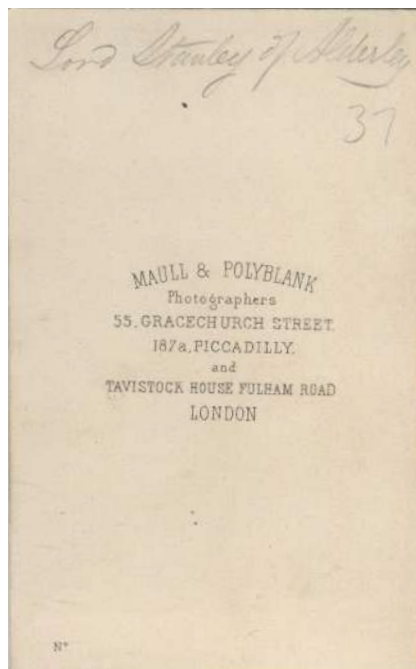 Lord Stanley of Alderley
37
MAULL & POLYBLANK
Photographers
55, GRACECHURCH STREET.
187a, PICCADILLY.
and
TAVISTOCK HOUSE FULHAM ROAD
LONDON
No